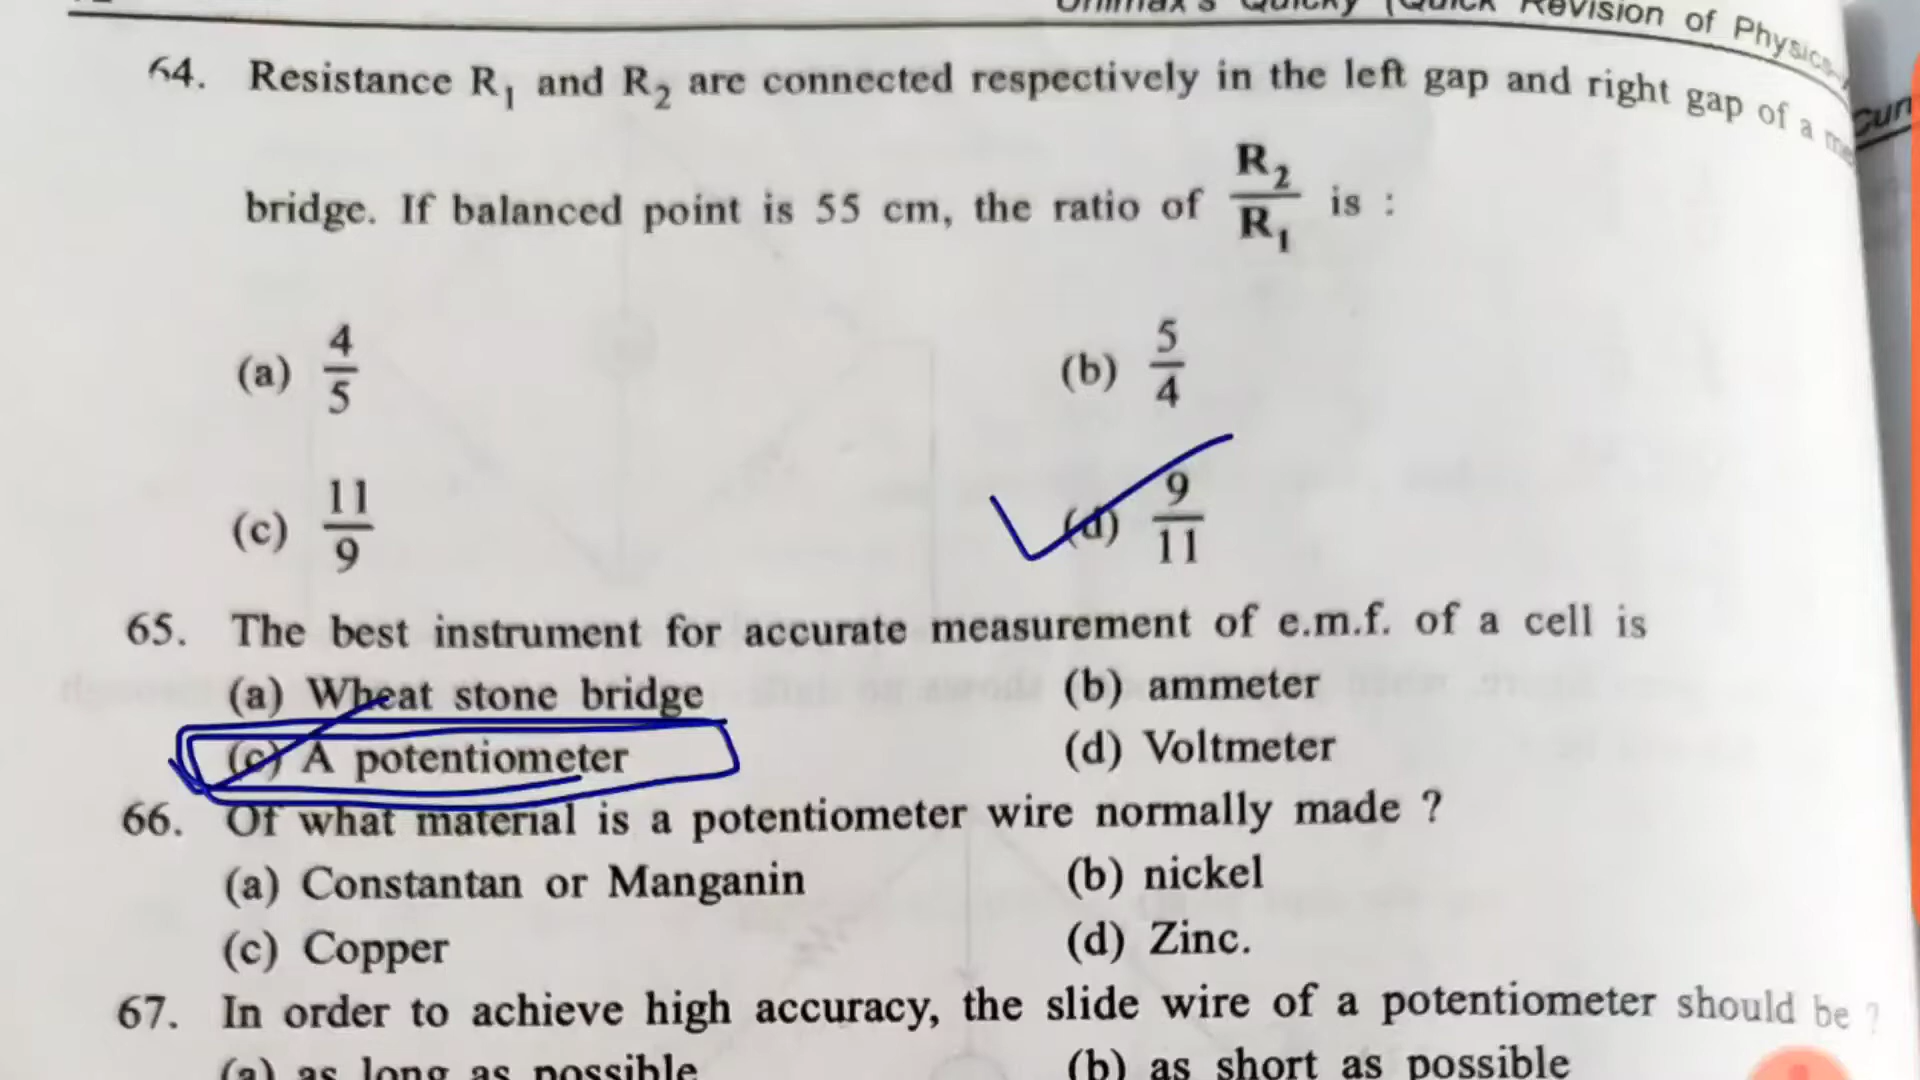 Quicky (Quick Revision of Physics
64. Resistance R₁ and R₂ are connected respectively in the left gap and right gap of a
bridge. If balanced point is 55 cm, the ratio of R₂/R₁ is :
(a) 4/5 (b) 5/4
(c) 11/9 (d) 9/11
65. The best instrument for accurate measurement of e.m.f. of a cell is
(a) Wheat stone bridge (b) ammeter
(c) A potentiometer (d) Voltmeter
66. Of what material is a potentiometer wire normally made ?
(a) Constantan or Manganin (b) nickel
(c) Copper (d) Zinc.
67. In order to achieve high accuracy, the slide wire of a potentiometer should be ?
(a) as long as possible (b) as short as possible